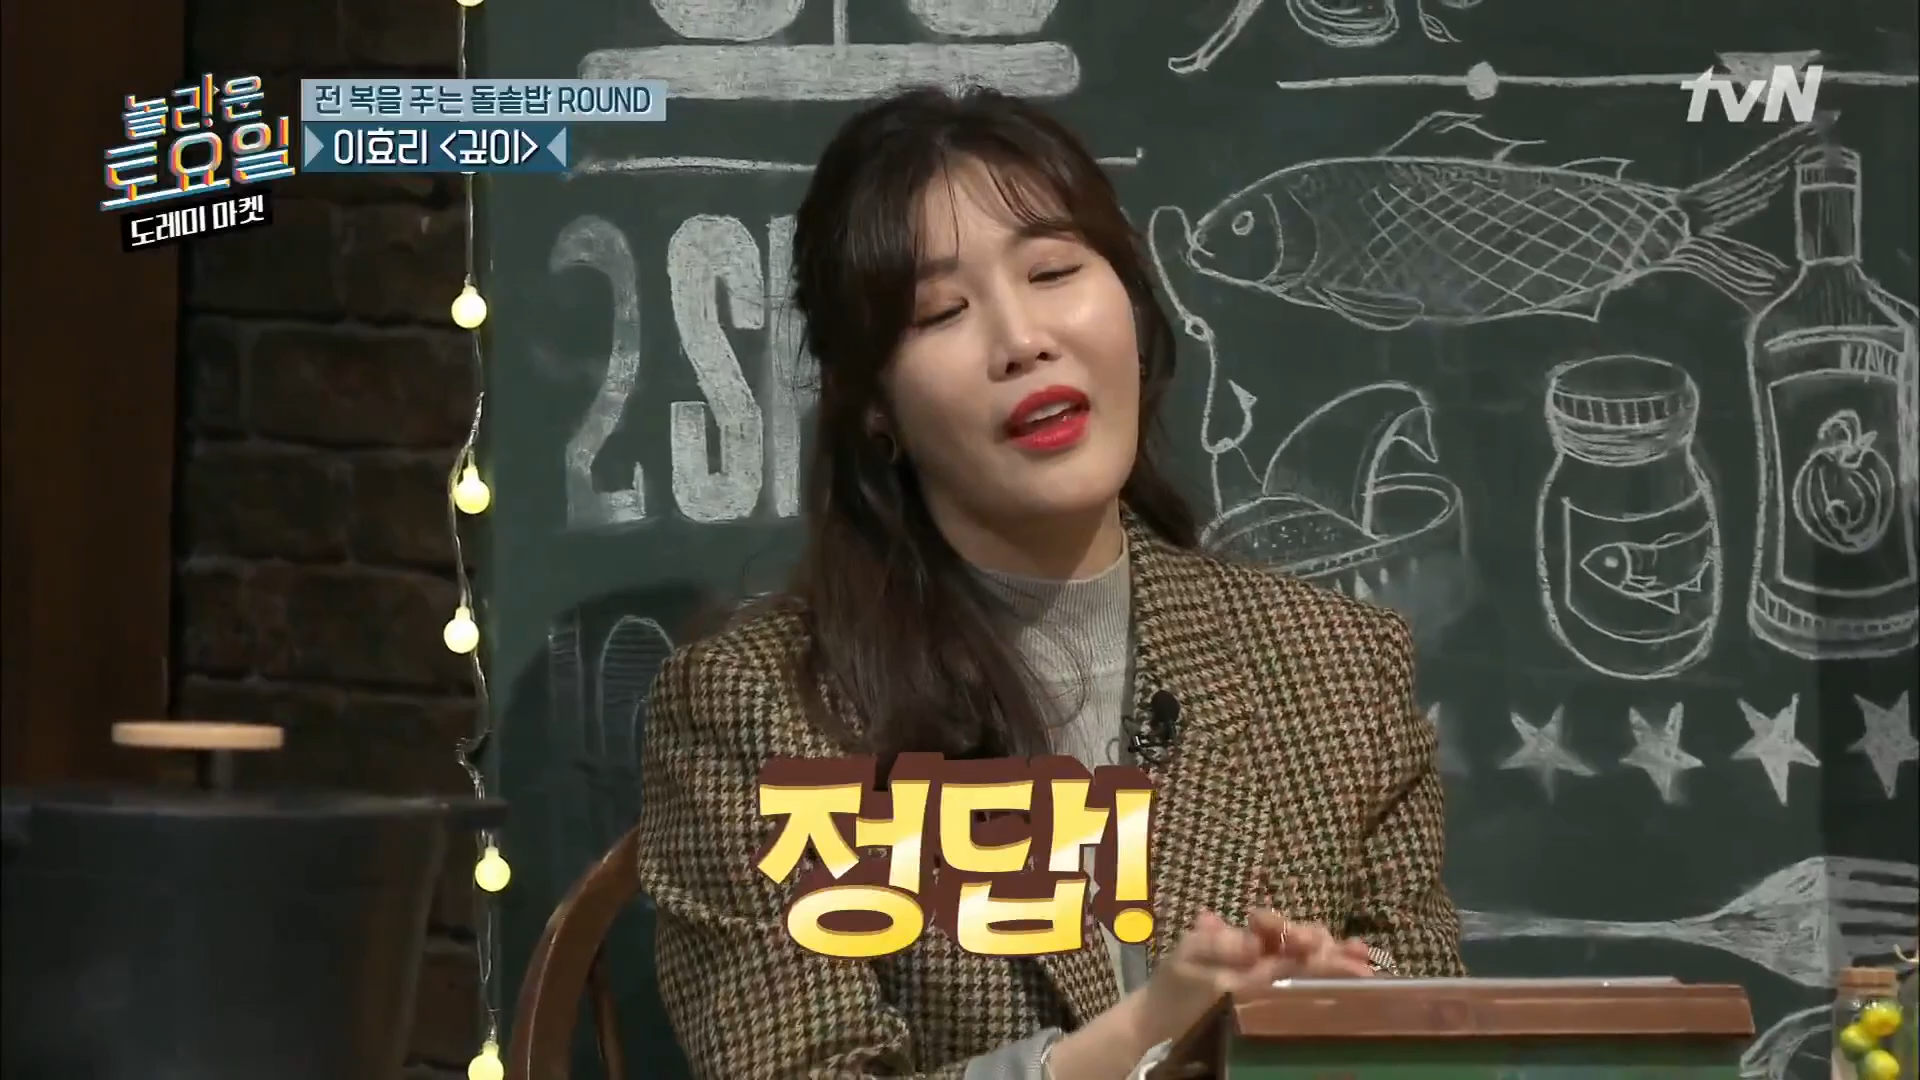 놀라운
토요일
도레미 마켓
전 복을 주는 돌솥밥 ROUND
이효리 <깊이>
tvN
2 S
정답!